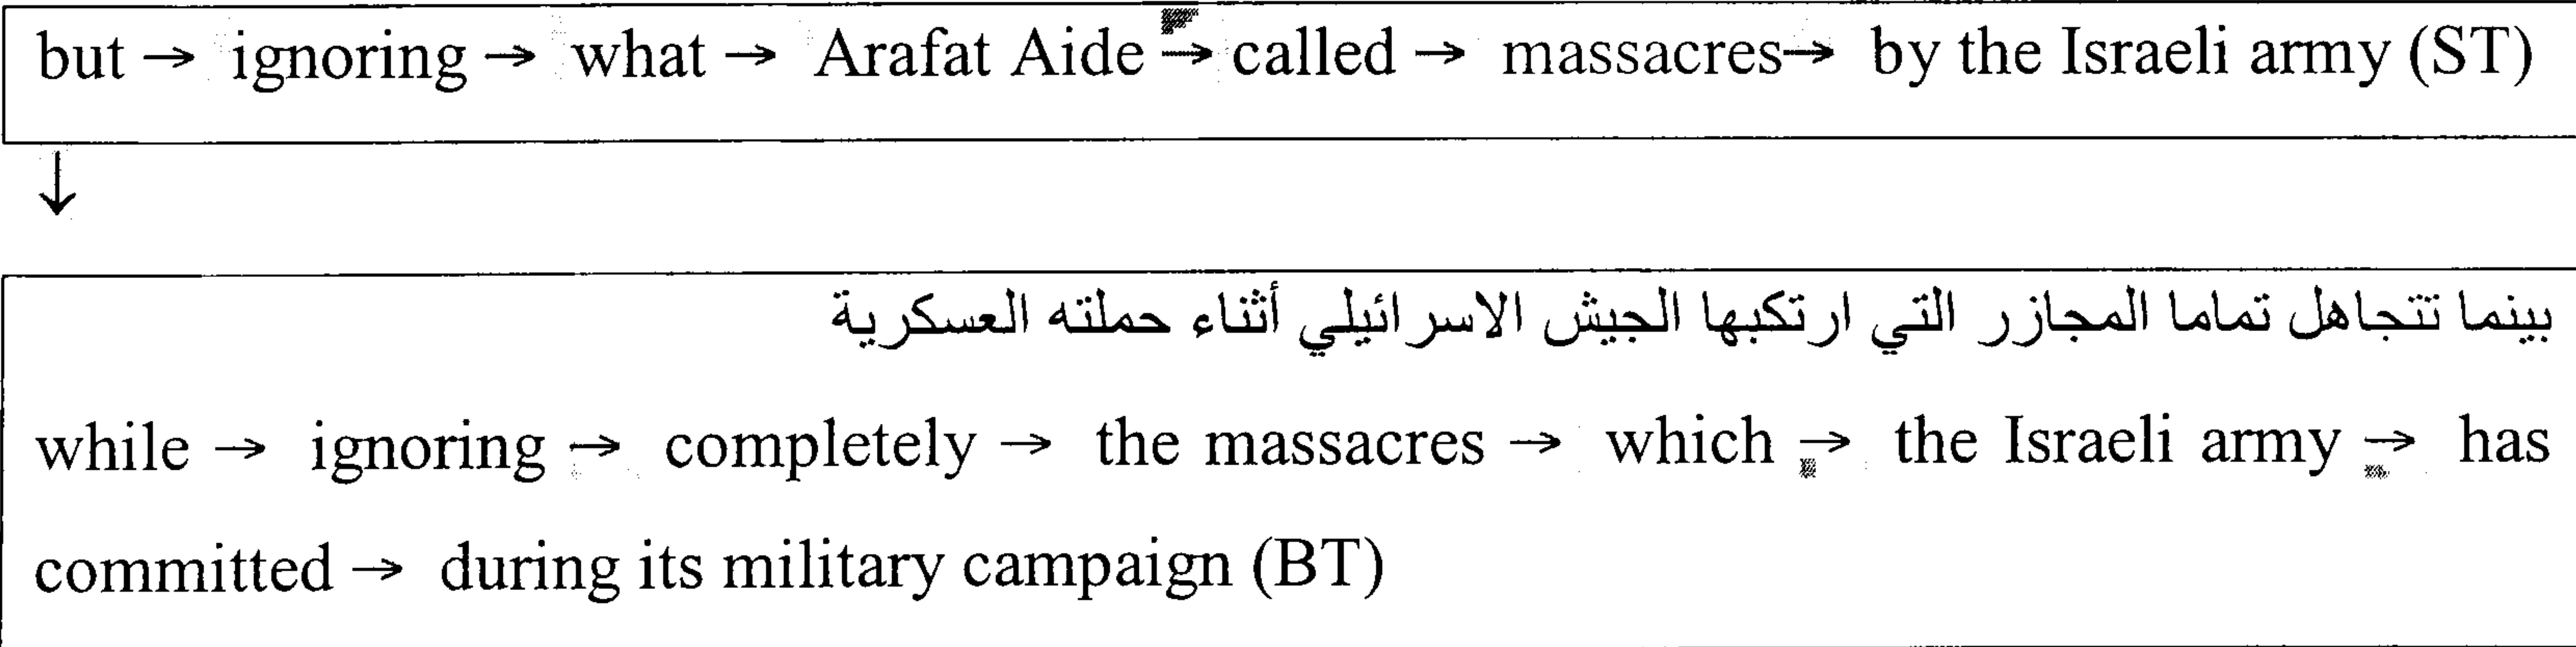 but → ignoring → what → Arafat Aide → called → massacres→ by the Israeli army (ST)
↓
بينما تتجاهل تماما المجازر التي ارتكبها الجيش الاسرائيلي أثناء حملته العسكرية
while → ignoring → completely → the massacres → which → the Israeli army → has
committed → during its military campaign (BT)